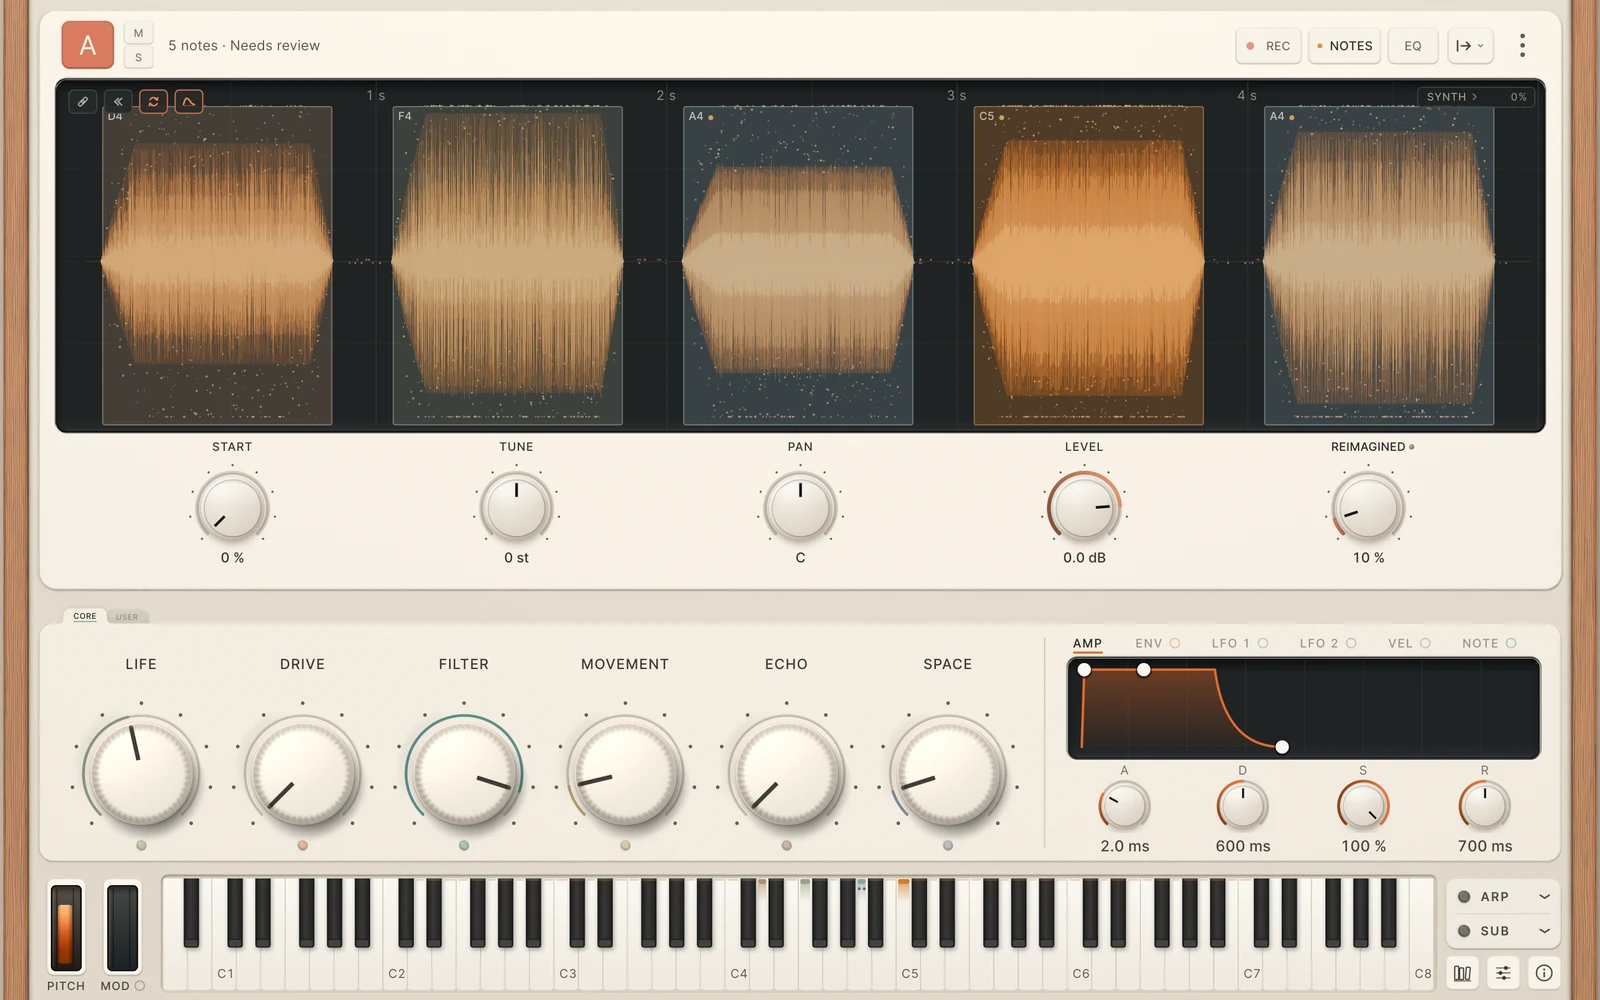 A
M
S
5 notes · Needs review
REC
NOTES
EQ
1 s
2 s
3 s
4 s
SYNTH >
0%
D4
F4
A4
C5
A4
START
TUNE
PAN
LEVEL
REIMAGINED
0 %
0 st
C
0.0 dB
10 %
CORE
USER
LIFE
DRIVE
FILTER
MOVEMENT
ECHO
SPACE
AMP
ENV
LFO 1
LFO 2
VEL
NOTE
A
D
S
R
2.0 ms
600 ms
100 %
700 ms
PITCH
MOD
C1
C2
C3
C4
C5
C6
C7
C8
ARP
SUB